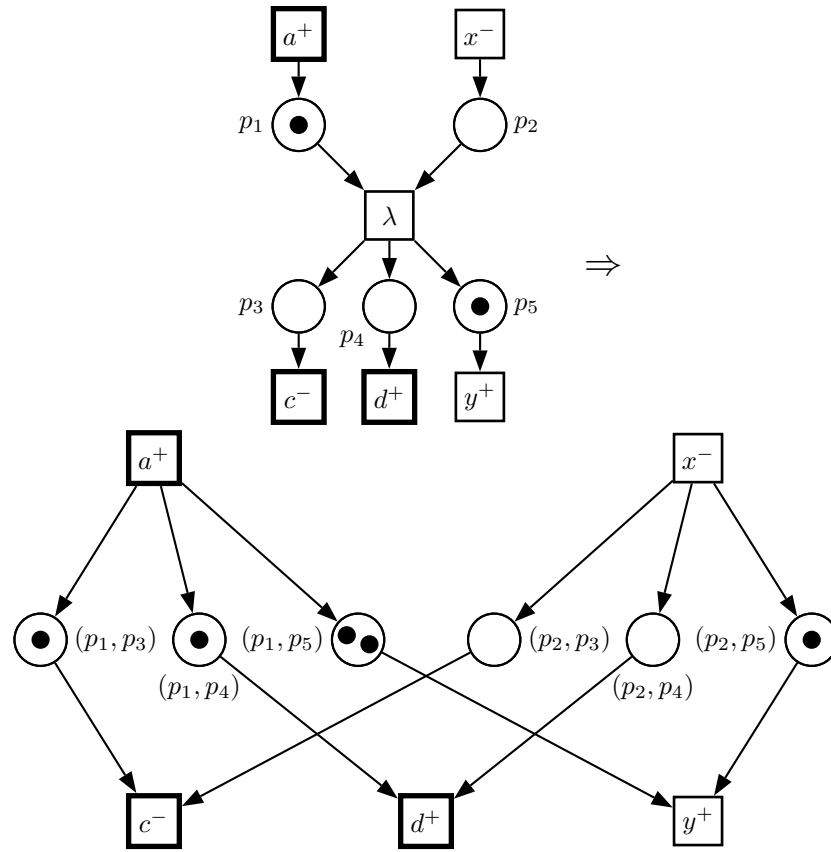 a⁺ x⁻
p₁ p₂
λ
⇒
p₃ p₄ p₅
c⁻ d⁺ y⁺
a⁺ x⁻
(p₁, p₃) (p₁, p₅) (p₂, p₃) (p₂, p₅)
(p₁, p₄) (p₂, p₄)
c⁻ d⁺ y⁺